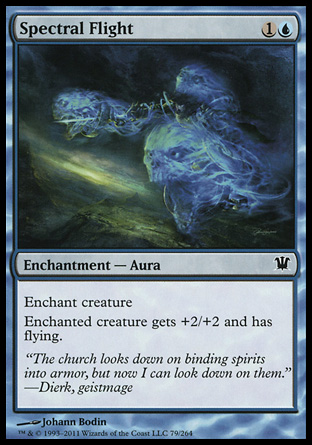 Spectral Flight 1
Enchantment — Aura
Enchant creature
Enchanted creature gets +2/+2 and has
flying.
“The church looks down on binding spirits
into armor, but now I can look down on them.”
—Dierk, geistmage
Johann Bodin
™ & © 1993–2011 Wizards of the Coast LLC 79/264